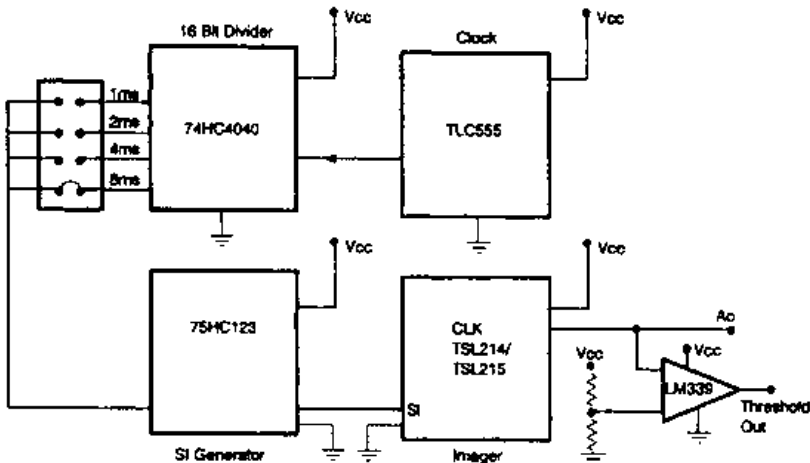 16 Bit Divider
Vcc
Clock
Vcc
1ms
2ms
4ms
8ms
74HC4040
TLC555
Vcc
Vcc
75HC123
CLK
TSL214/
TSL215
SI
Ao
Vcc
Vcc
LM339
Threshold
Out
SI Generator
Imager